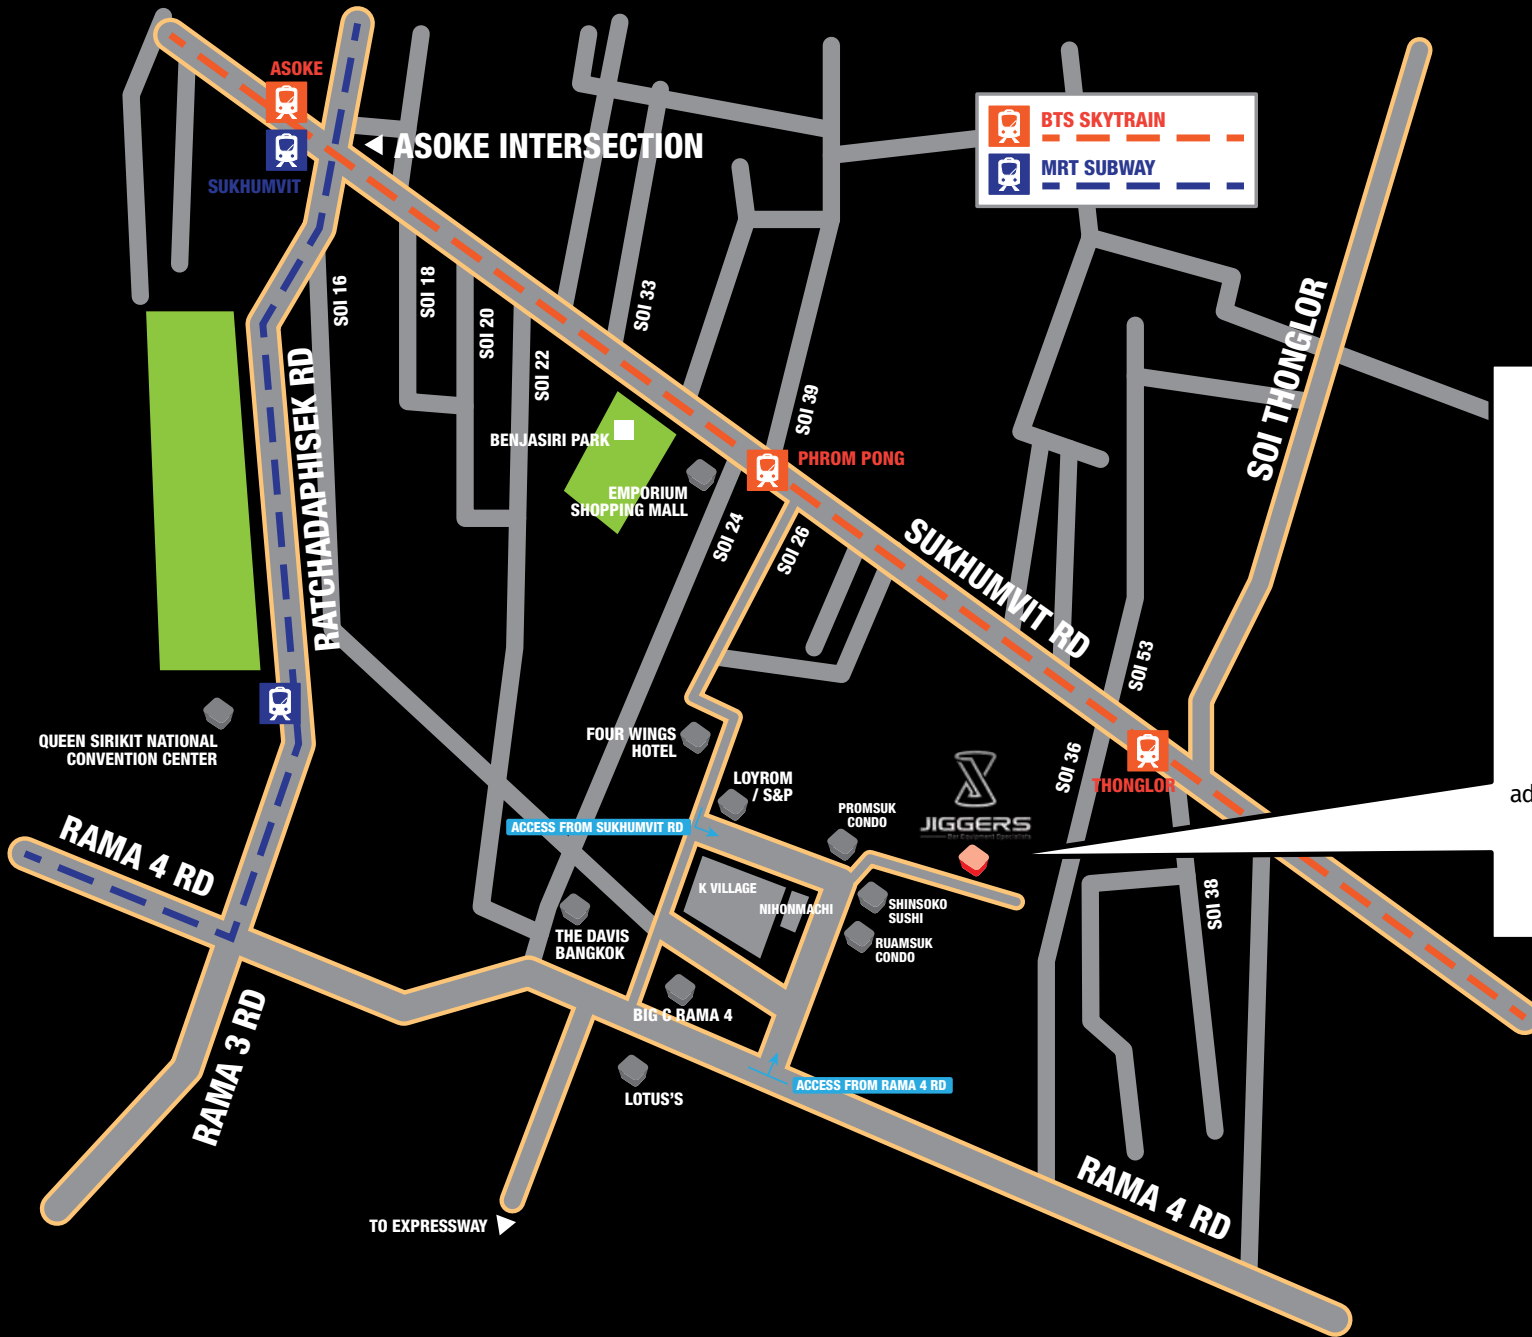 ASOKE
SUKHUMVIT
ASOKE INTERSECTION
BTS SKYTRAIN
MRT SUBWAY
SOI 16
SOI 18
SOI 20
SOI 22
SOI 33
SOI 39
SOI THONGLOR
RATCHADAPHISEK RD
BENJASIRI PARK
EMPORIUM
SHOPPING MALL
PHROM PONG
SOI 24
SOI 26
SUKHUMVIT RD
SOI 53
SOI 36
THONGLOR
QUEEN SIRIKIT NATIONAL
CONVENTION CENTER
FOUR WINGS
HOTEL
LOYROM
/ S&P
PROMSUK
CONDO
JIGGERS
Bar Equipment Specialists
ad
ACCESS FROM SUKHUMVIT RD
RAMA 4 RD
K VILLAGE
NIHONMACHI
SHINSOKO
SUSHI
RUAMSUK
CONDO
SOI 38
THE DAVIS
BANGKOK
BIG C RAMA 4
RAMA 3 RD
LOTUS'S
ACCESS FROM RAMA 4 RD
RAMA 4 RD
TO EXPRESSWAY